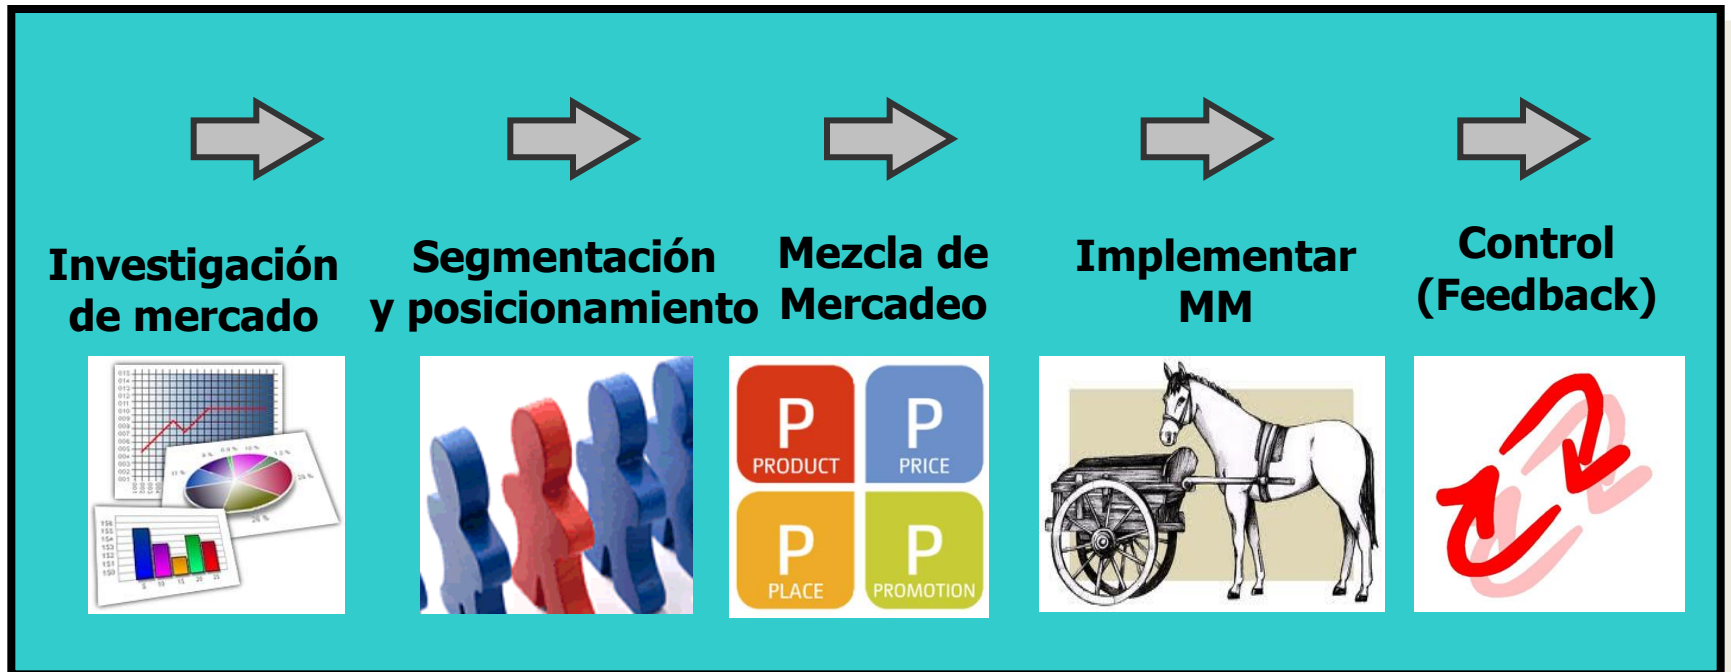 Investigación
de mercado
Segmentación
y posicionamiento
Mezcla de
Mercadeo
Implementar
MM
Control
(Feedback)
P
PRODUCT
P
PRICE
P
PLACE
P
PROMOTION